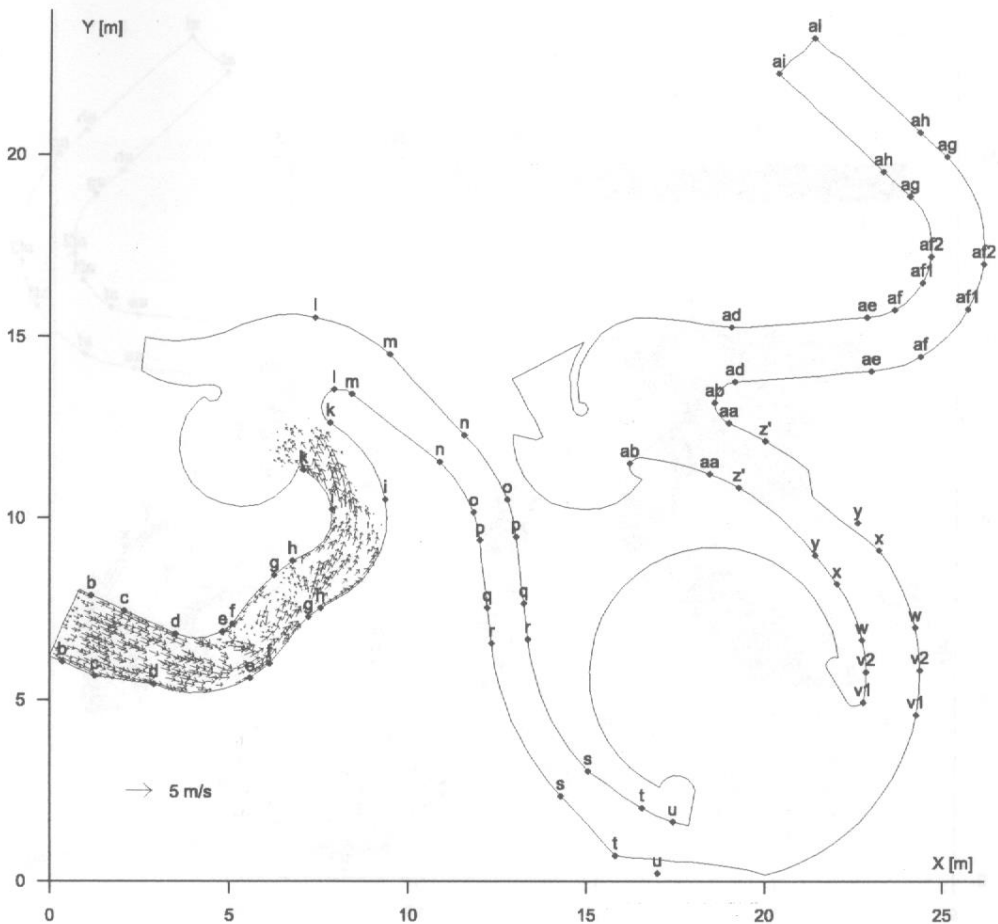 Y [m]
ai
aj
ah
ag
20
ah
ag
af2
af2
af1
af1
af
ae
l
ad
15
m
af
ae
ad
l
m
ab
k
aa
n
z'
ab
n
k
aa
z'
i
o
o
y
10
p
p
x
h
y
g
x
b
q
q
c
g
h
f
d
e
w
r
r
w
b
c
d
e
f
v2
v2
5
v1
v1
s
s
5 m/s
t
u
t
u
X [m]
0
0
5
10
15
20
25